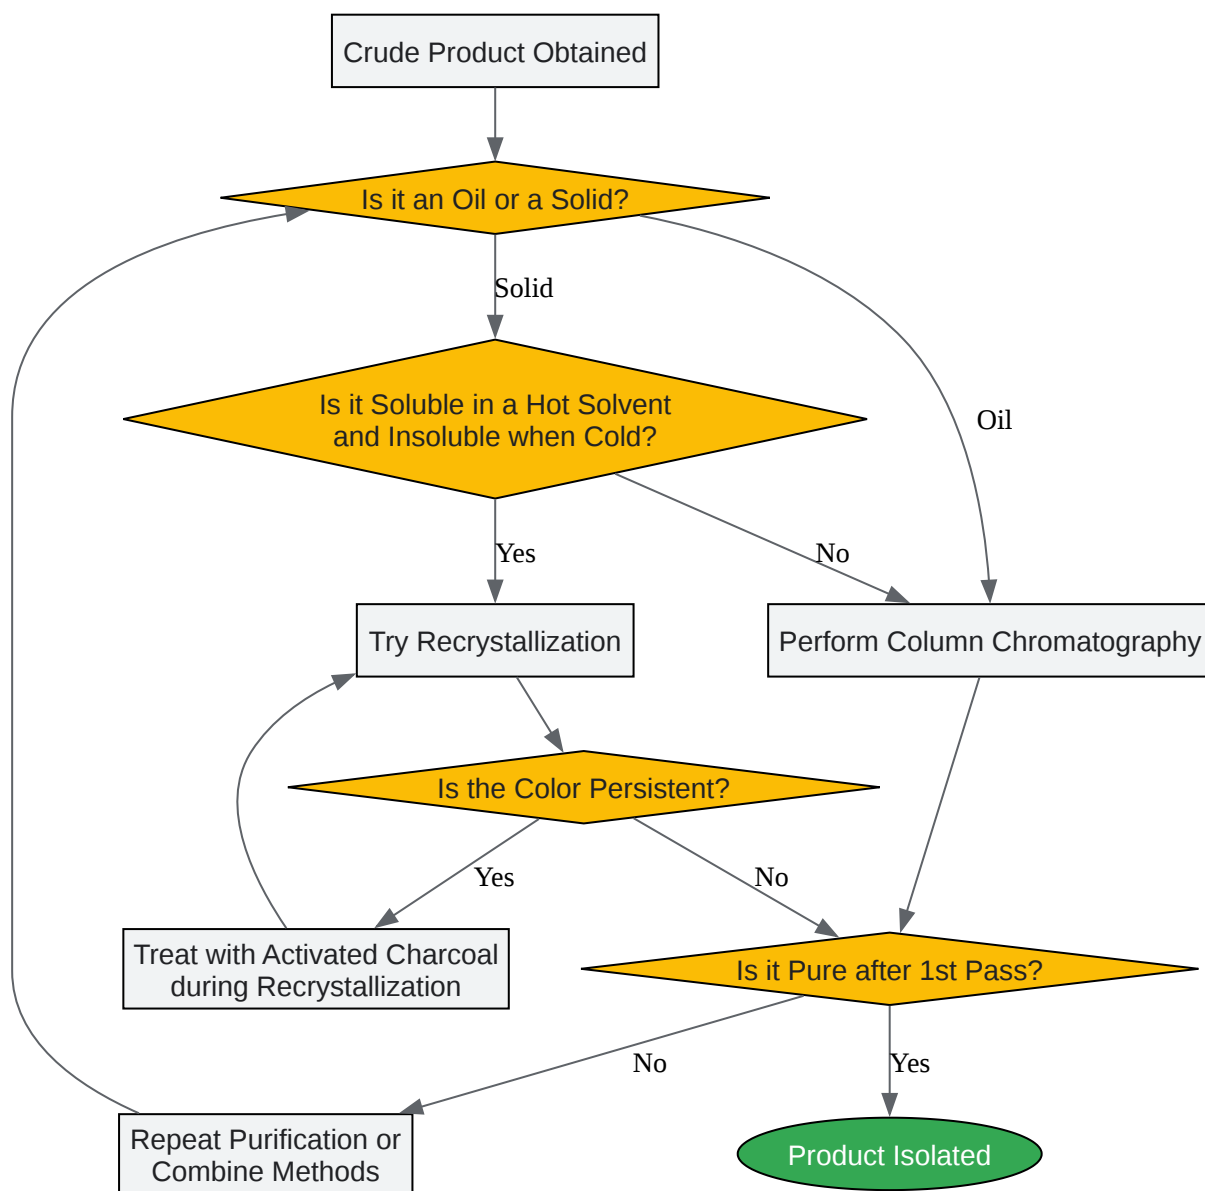 Crude Product Obtained
Is it an Oil or a Solid?
Solid
Is it Soluble in a Hot Solvent
and Insoluble when Cold?
Oil
Yes
No
Try Recrystallization
Perform Column Chromatography
Is the Color Persistent?
Yes
No
Treat with Activated Charcoal
during Recrystallization
Is it Pure after 1st Pass?
No
Yes
Repeat Purification or
Combine Methods
Product Isolated